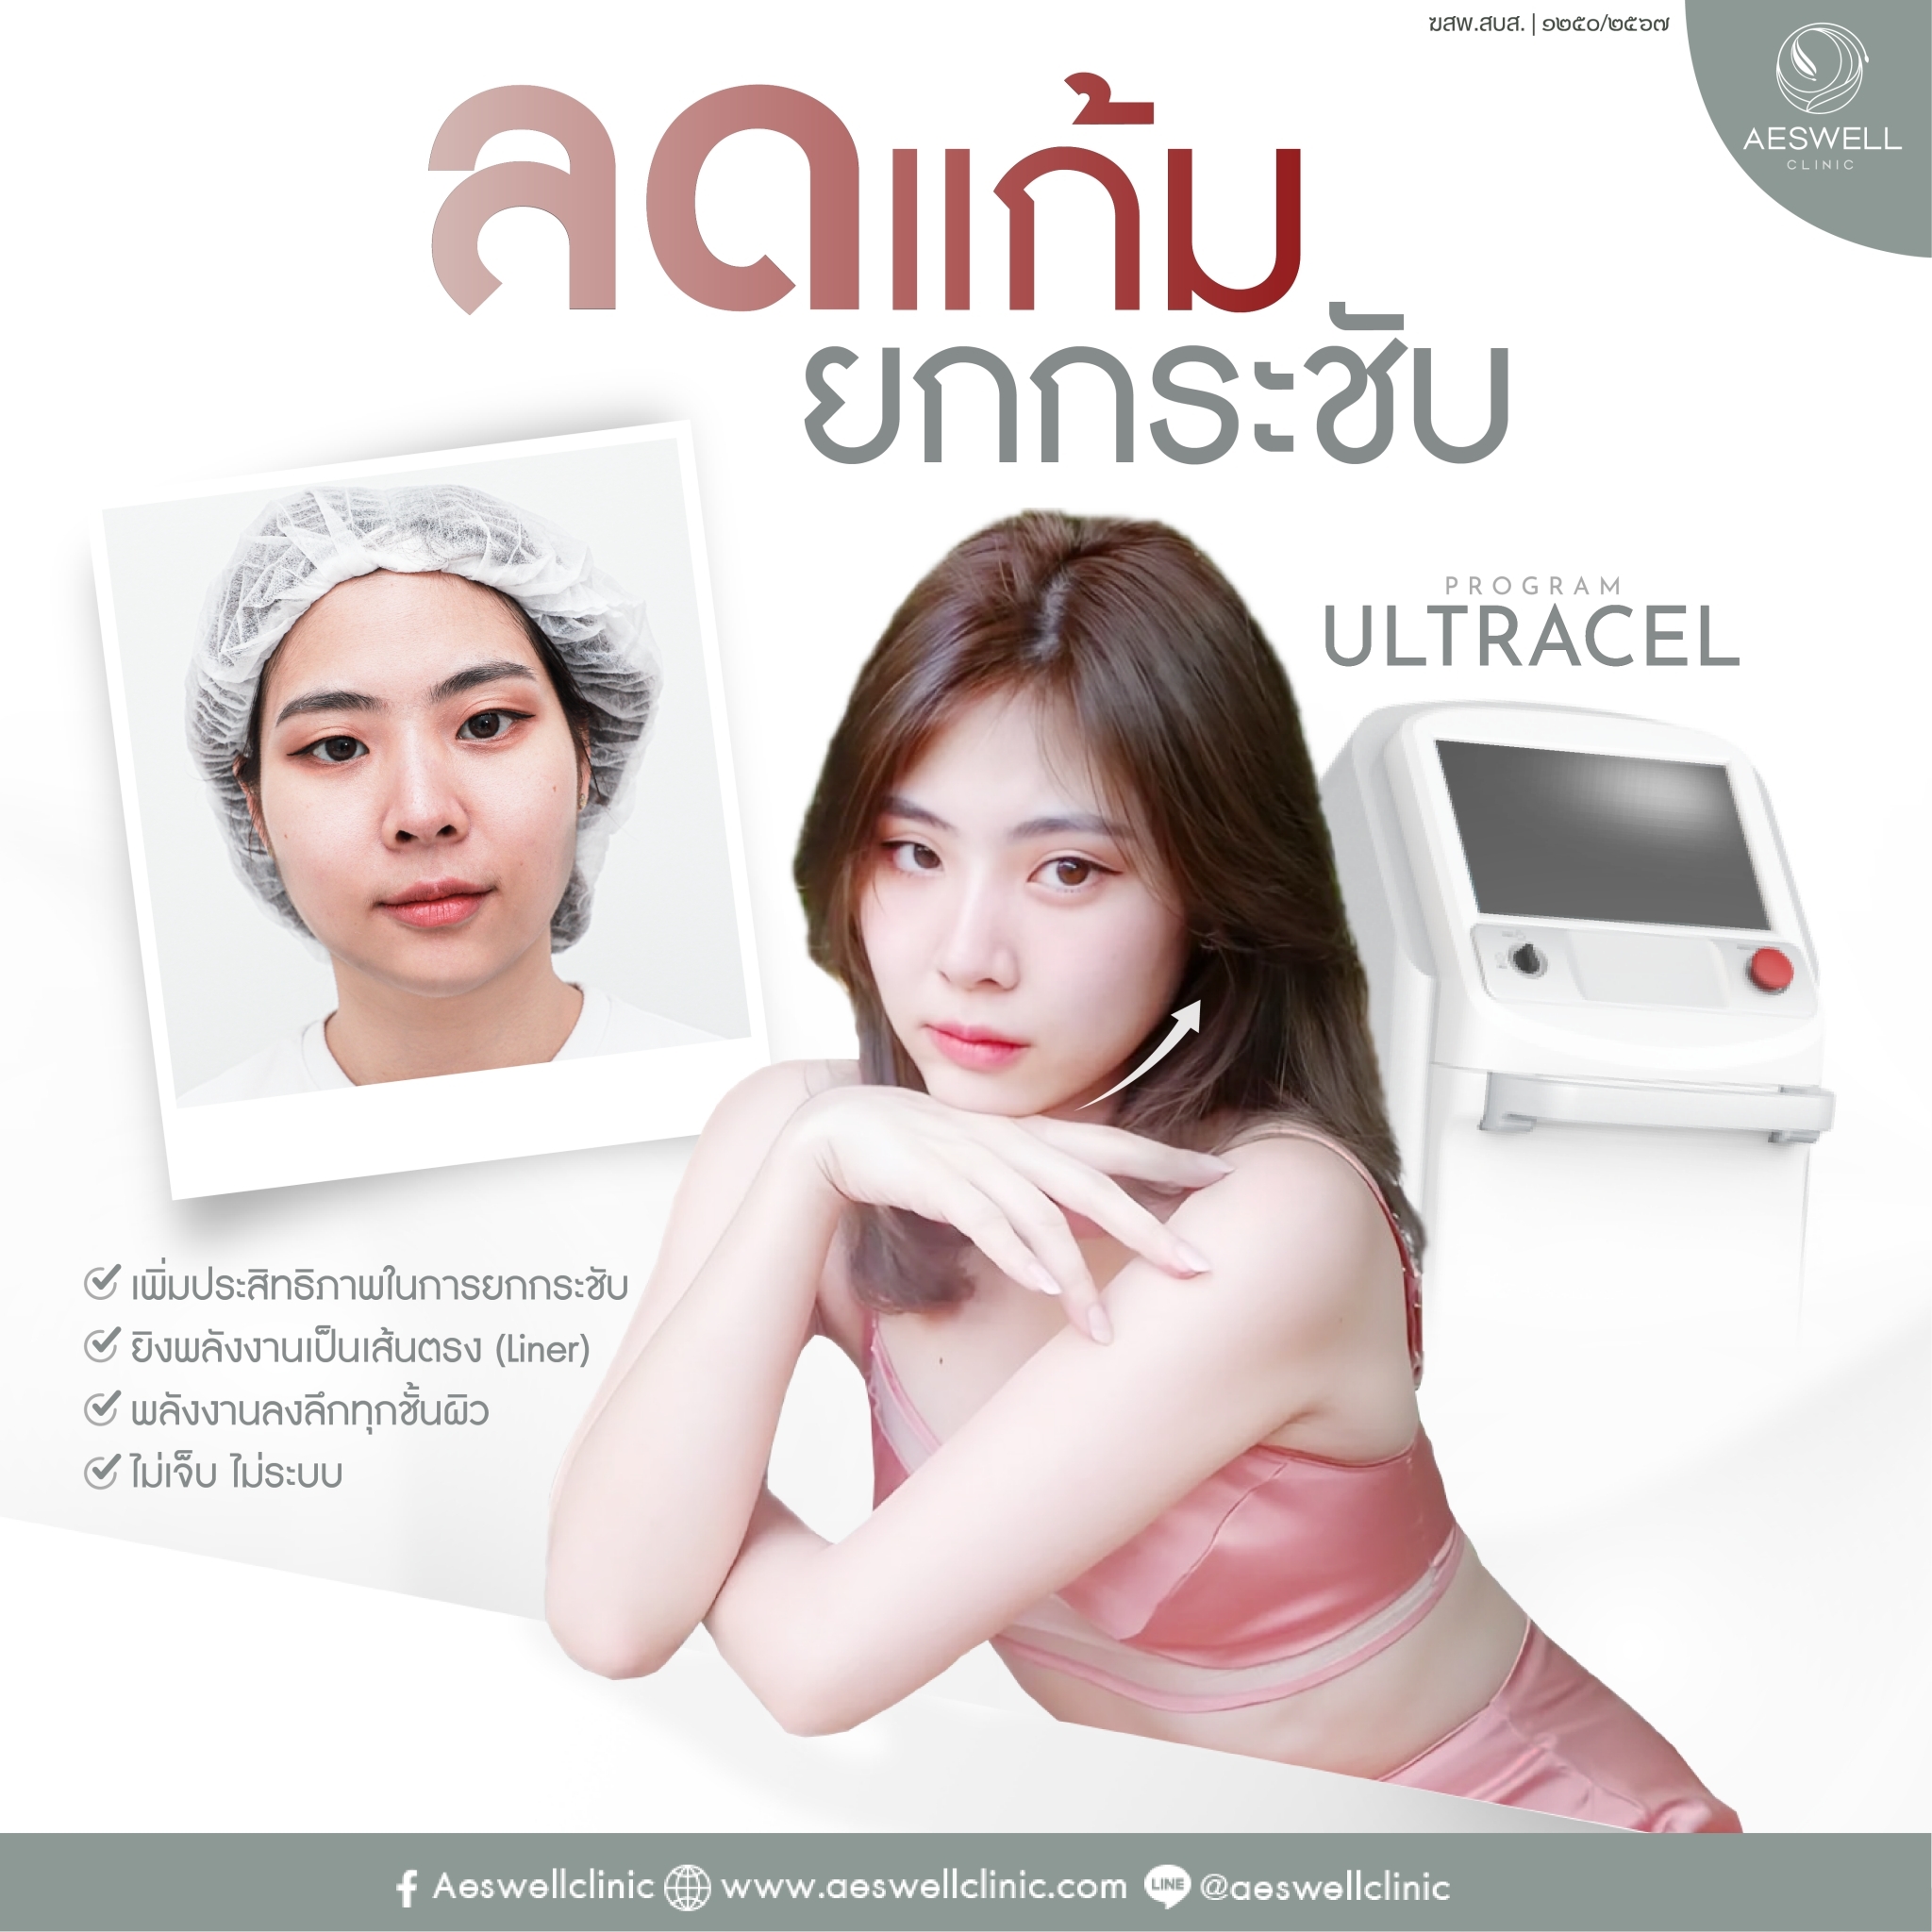 ฆสพ.สบส. | ๑๒๕๐/๒๕๖๗
AESWELL
CLINIC
ลดแก้ม
ยกกระชับ
PROGRAM
ULTRACEL
เพิ่มประสิทธิภาพในการยกกระชับ
ยิงพลังงานเป็นเส้นตรง (Liner)
พลังงานลงลึกทุกชั้นผิว
ไม่เจ็บ ไม่ระบบ
Aeswellclinic www.aeswellclinic.com LINE @aeswellclinic